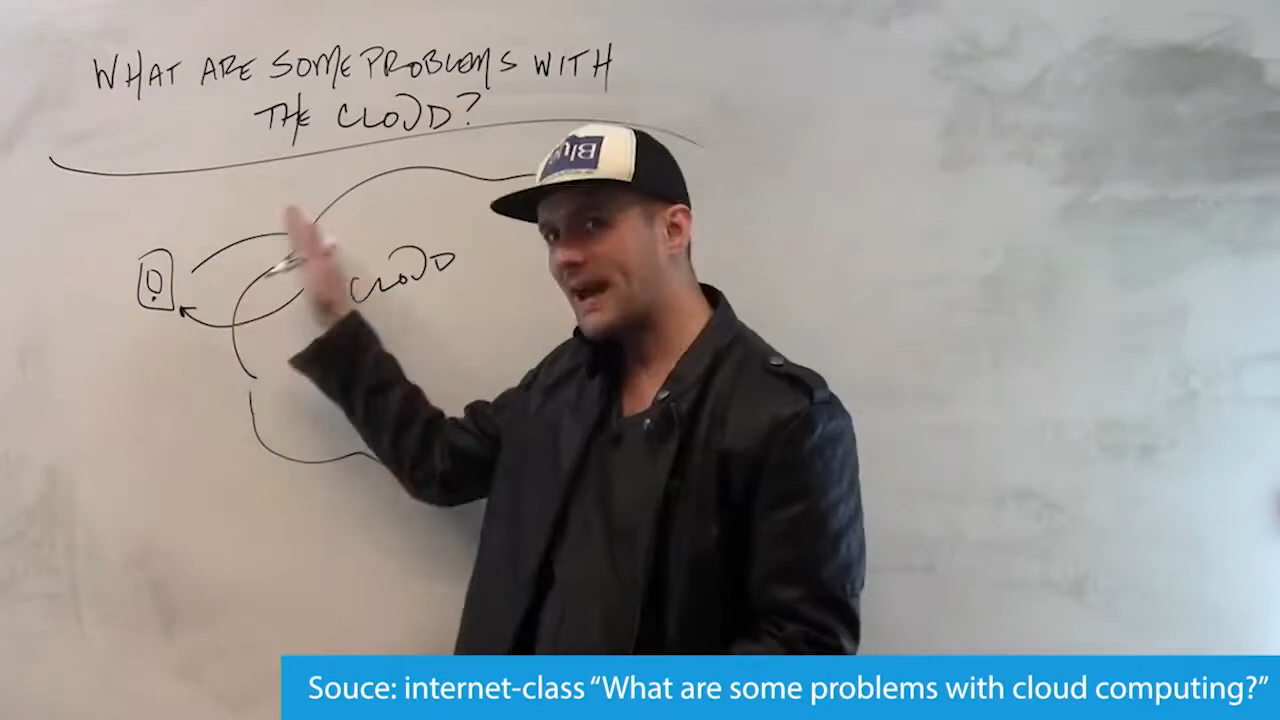 WHAT ARE SOME PROBLEMS WITH
THE CLOUD?
CLOUD
Souce: internet-class “What are some problems with cloud computing?”